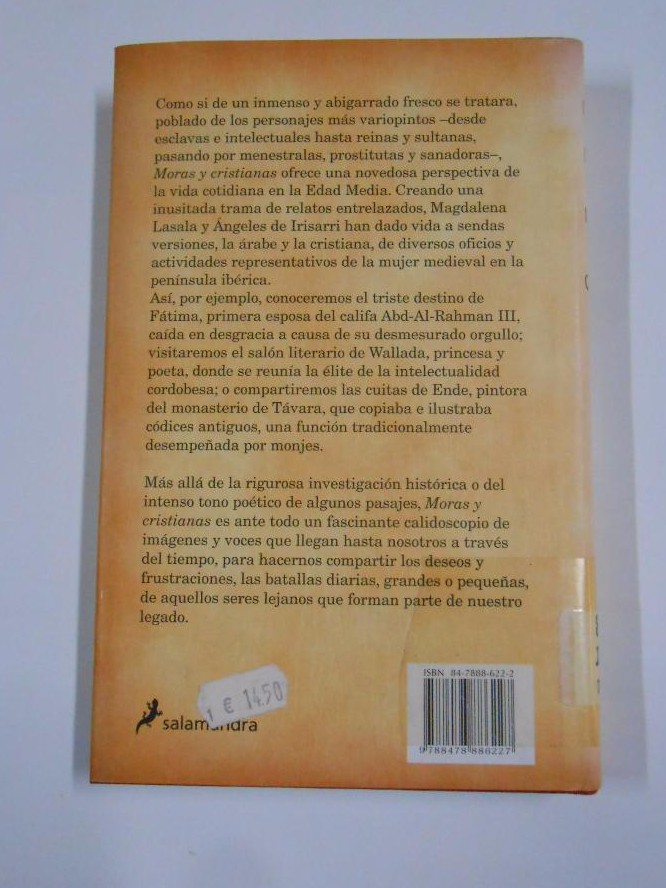 Como si de un inmenso y abigarrado fresco se tratara,
poblado de los personajes más variopintos –desde
esclavas e intelectuales hasta reinas y sultanas,
pasando por menestralas, prostitutas y sanadoras–,
Moras y cristianas ofrece una novedosa perspectiva de
la vida cotidiana en la Edad Media. Creando una
inusitada trama de relatos entrelazados, Magdalena
Lasala y Ángeles de Irisarri han dado vida a sendas
versiones, la árabe y la cristiana, de diversos oficios y
actividades representativos de la mujer medieval en la
península ibérica.
Así, por ejemplo, conoceremos el triste destino de
Fátima, primera esposa del califa Abd-Al-Rahman III,
caída en desgracia a causa de su desmesurado orgullo;
visitaremos el salón literario de Wallada, princesa y
poeta, donde se reunía la élite de la intelectualidad
cordobesa; o compartiremos las cuitas de Ende, pintora
del monasterio de Távara, que copiaba e ilustraba
códices antiguos, una función tradicionalmente
desempeñada por monjes.
Más allá de la rigurosa investigación histórica o del
intenso tono poético de algunos pasajes, Moras y
cristianas es ante todo un fascinante calidoscopio de
imágenes y voces que llegan hasta nosotros a través
del tiempo, para hacernos compartir los deseos y
frustraciones, las batallas diarias, grandes o pequeñas,
de aquellos seres lejanos que forman parte de nuestro
legado.
1 € 14.50
salamandra
ISBN 84-7888-622-2
9788478886227